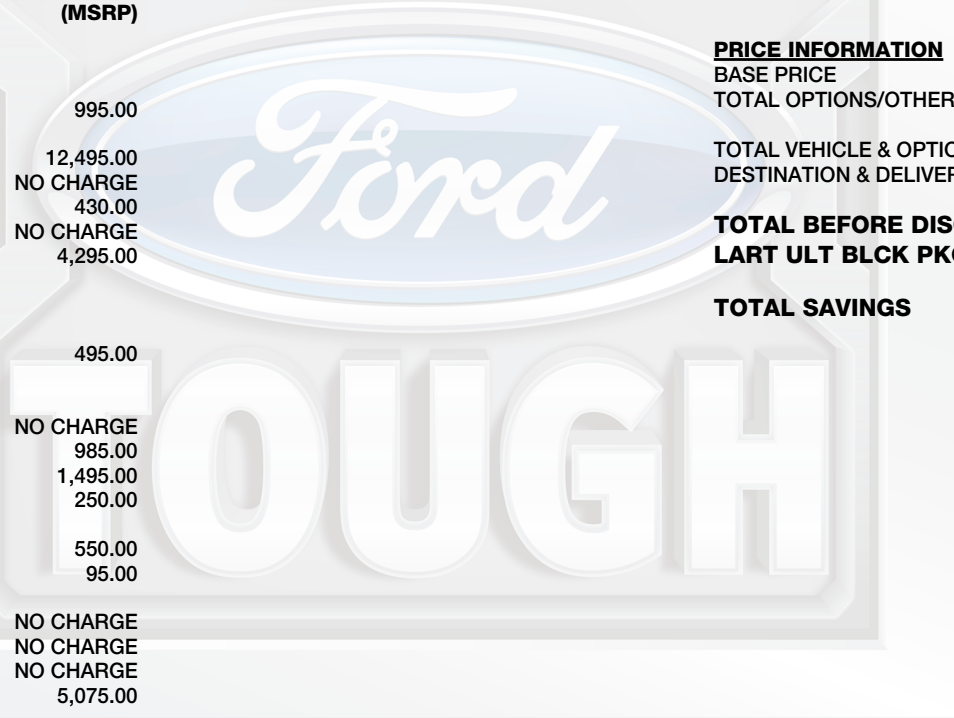 (MSRP)
995.00
12,495.00
NO CHARGE
430.00
NO CHARGE
4,295.00
495.00
NO CHARGE
985.00
1,495.00
250.00
550.00
95.00
NO CHARGE
NO CHARGE
NO CHARGE
5,075.00
PRICE INFORMATION
BASE PRICE
TOTAL OPTIONS/OTHER
TOTAL VEHICLE & OPTIO
DESTINATION & DELIVER
TOTAL BEFORE DIS
LART ULT BLCK PK
TOTAL SAVINGS
Ford
TOUGH